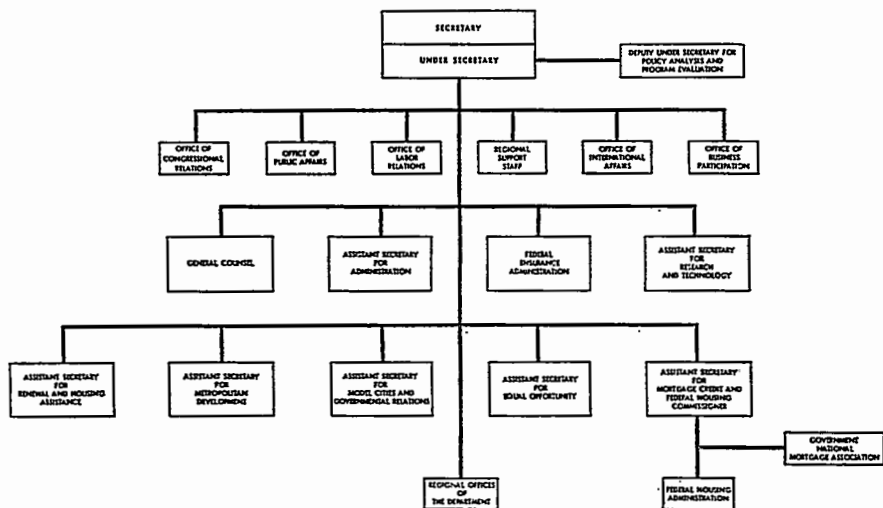 SECRETARY
UNDER SECRETARY
DEPUTY UNDER SECRETARY FOR
POLICY ANALYSIS AND
PROGRAM EVALUATION
OFFICE OF
CONGRESSIONAL
RELATIONS
OFFICE OF
PUBLIC AFFAIRS
OFFICE OF
LABOR
RELATIONS
REGIONAL
SUPPORT
STAFF
OFFICE OF
INTERNATIONAL
AFFAIRS
OFFICE OF
BUSINESS
PARTICIPATION
GENERAL COUNSEL
ASSISTANT SECRETARY
FOR
ADMINISTRATION
FEDERAL
INSURANCE
ADMINISTRATION
ASSISTANT SECRETARY
FOR
RESEARCH
AND TECHNOLOGY
ASSISTANT SECRETARY
FOR
RENEWAL AND HOUSING
ASSISTANCE
ASSISTANT SECRETARY
FOR
METROPOLITAN
DEVELOPMENT
ASSISTANT SECRETARY
FOR
MODEL CITIES AND
GOVERNMENTAL RELATIONS
ASSISTANT SECRETARY
FOR
EQUAL OPPORTUNITY
ASSISTANT SECRETARY
FOR
MORTGAGE CREDIT AND
FEDERAL HOUSING
COMMISSIONER
GOVERNMENT
NATIONAL
MORTGAGE ASSOCIATION
REGIONAL OFFICES
OF
THE DEPARTMENT
FEDERAL HOUSING
ADMINISTRATION